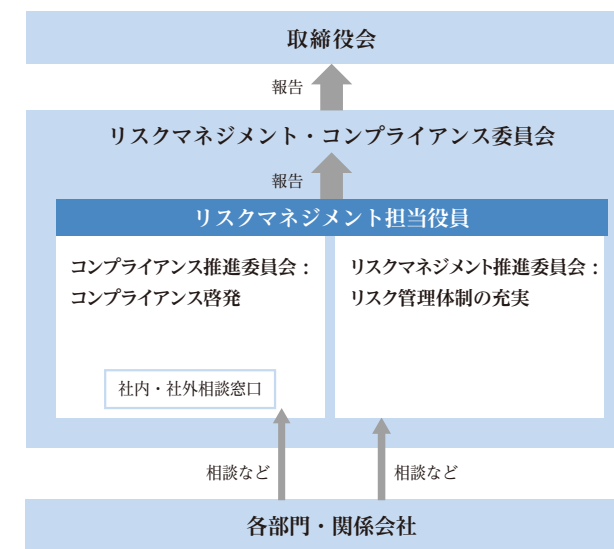 取締役会
報告
リスクマネジメント・コンプライアンス委員会
報告
リスクマネジメント担当役員
コンプライアンス推進委員会：
コンプライアンス啓発
社内・社外相談窓口
リスクマネジメント推進委員会：
リスク管理体制の充実
相談など
相談など
各部門・関係会社